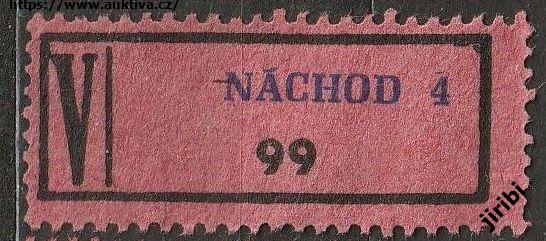 https://www.auktiva.cz/
V
NÁCHOD 4
99
jiribi